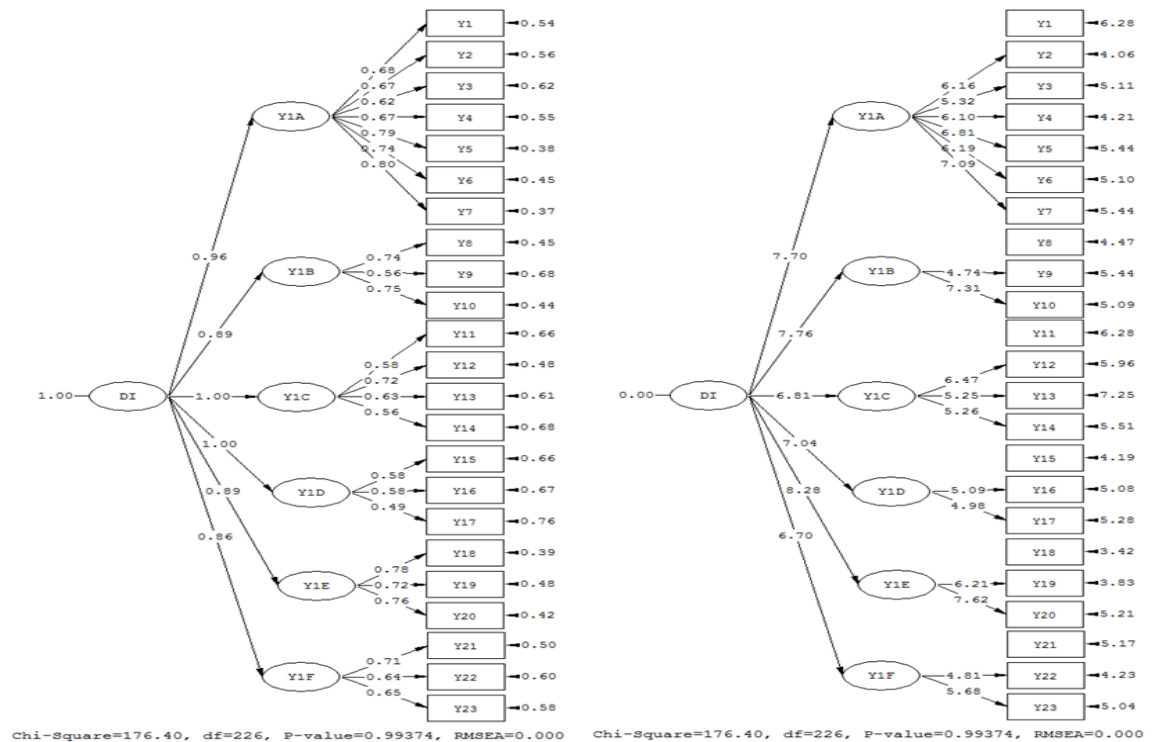 Y1 0.54
Y2 0.56
0.68
0.67
Y3 0.62
0.62
Y1A 0.67 Y4 0.55
0.79
Y5 0.38
0.74
0.80
Y6 0.45
Y7 0.37
Y8 0.45
0.96
0.74
Y1B 0.56 Y9 0.68
0.75
Y10 0.44
0.89
Y11 0.66
0.58
Y12 0.48
0.72
1.00 DI 1.00 Y1C 0.63 Y13 0.61
0.56
Y14 0.68
1.00
Y15 0.66
0.58
0.89 Y1D 0.58 Y16 0.67
0.49
Y17 0.76
0.86
Y18 0.39
0.78
Y1E 0.72 Y19 0.48
0.76
Y20 0.42
Y21 0.50
0.71
Y1F 0.64 Y22 0.60
0.65
Y23 0.58
Chi-Square=176.40, df=226, P-value=0.99374, RMSEA=0.000
Y1 6.28
Y2 4.06
6.16
Y3 5.11
5.32
Y1A 6.10 Y4 4.21
6.81
Y5 5.44
6.19
7.09
Y6 5.10
Y7 5.44
Y8 4.47
7.70
Y1B 4.74 Y9 5.44
7.31
Y10 5.09
7.76
Y11 6.28
Y12 5.96
6.47
0.00 DI 6.81 Y1C 5.25 Y13 7.25
5.26
Y14 5.51
7.04
Y15 4.19
8.28 Y1D 5.09 Y16 5.08
4.98
Y17 5.28
6.70
Y18 3.42
Y1E 6.21 Y19 3.83
7.62
Y20 5.21
Y21 5.17
Y1F 4.81 Y22 4.23
5.68
Y23 5.04
Chi-Square=176.40, df=226, P-value=0.99374, RMSEA=0.000